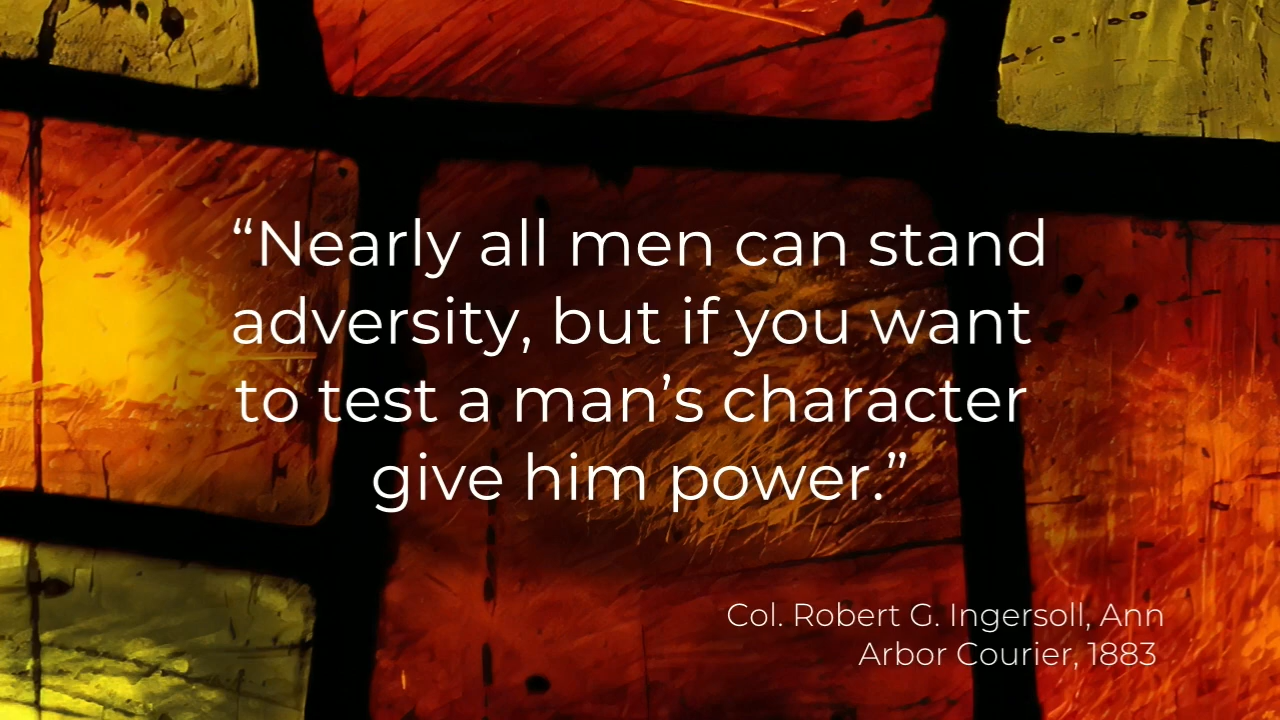 “Nearly all men can stand
adversity, but if you want
to test a man’s character
give him power.”
Col. Robert G. Ingersoll, Ann
Arbor Courier, 1883